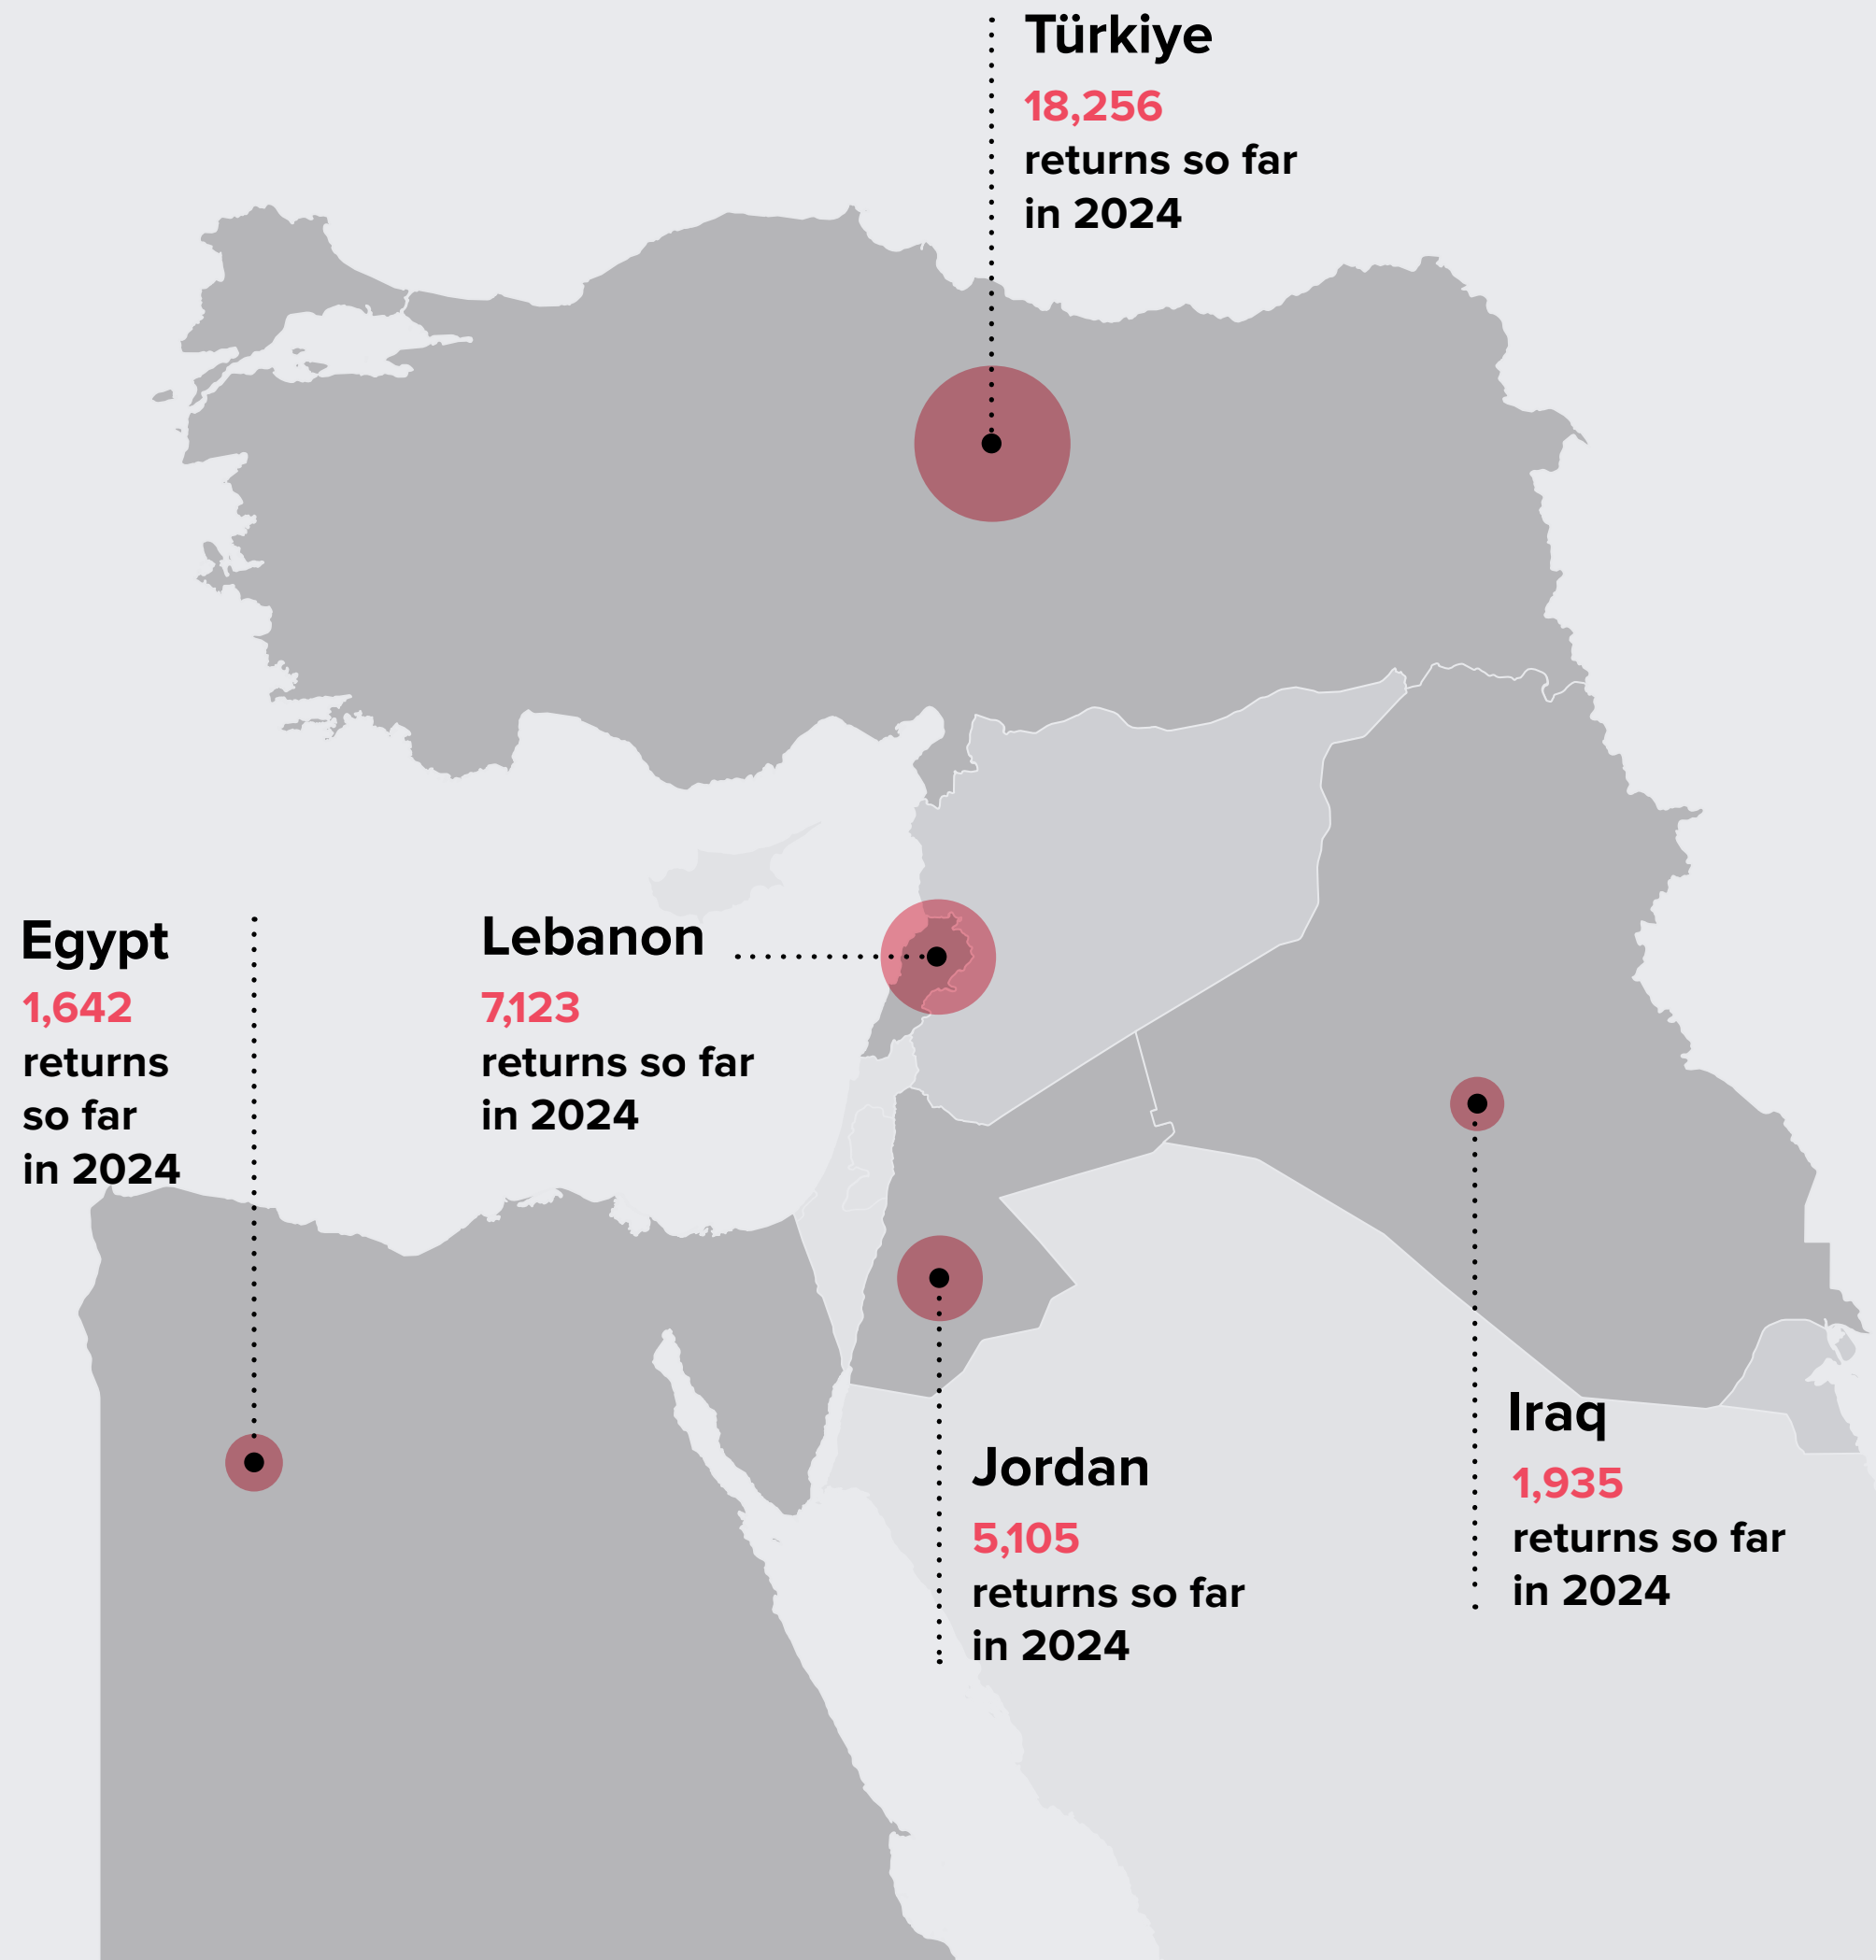 Türkiye
18,256
returns so far
in 2024
Egypt
1,642
returns
so far
in 2024
Lebanon
7,123
returns so far
in 2024
Jordan
5,105
returns so far
in 2024
Iraq
1,935
returns so far
in 2024